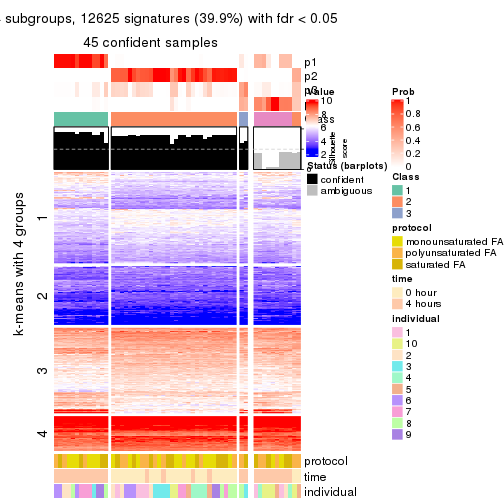 subgroups, 12625 signatures (39.9%) with fdr < 0.05
45 confident samples
p1
p2
k-means with 4 groups
1
2
3
4
protocol
time
individual
Value
10
8
6
4
2
silhouette
score
Status (barplots)
confident
ambiguous
Prob
1
0.8
0.6
0.4
0.2
0
Class
1
2
3
protocol
monounsaturated FA
polyunsaturated FA
saturated FA
time
0 hour
4 hours
individual
1
10
2
3
4
5
6
7
8
9